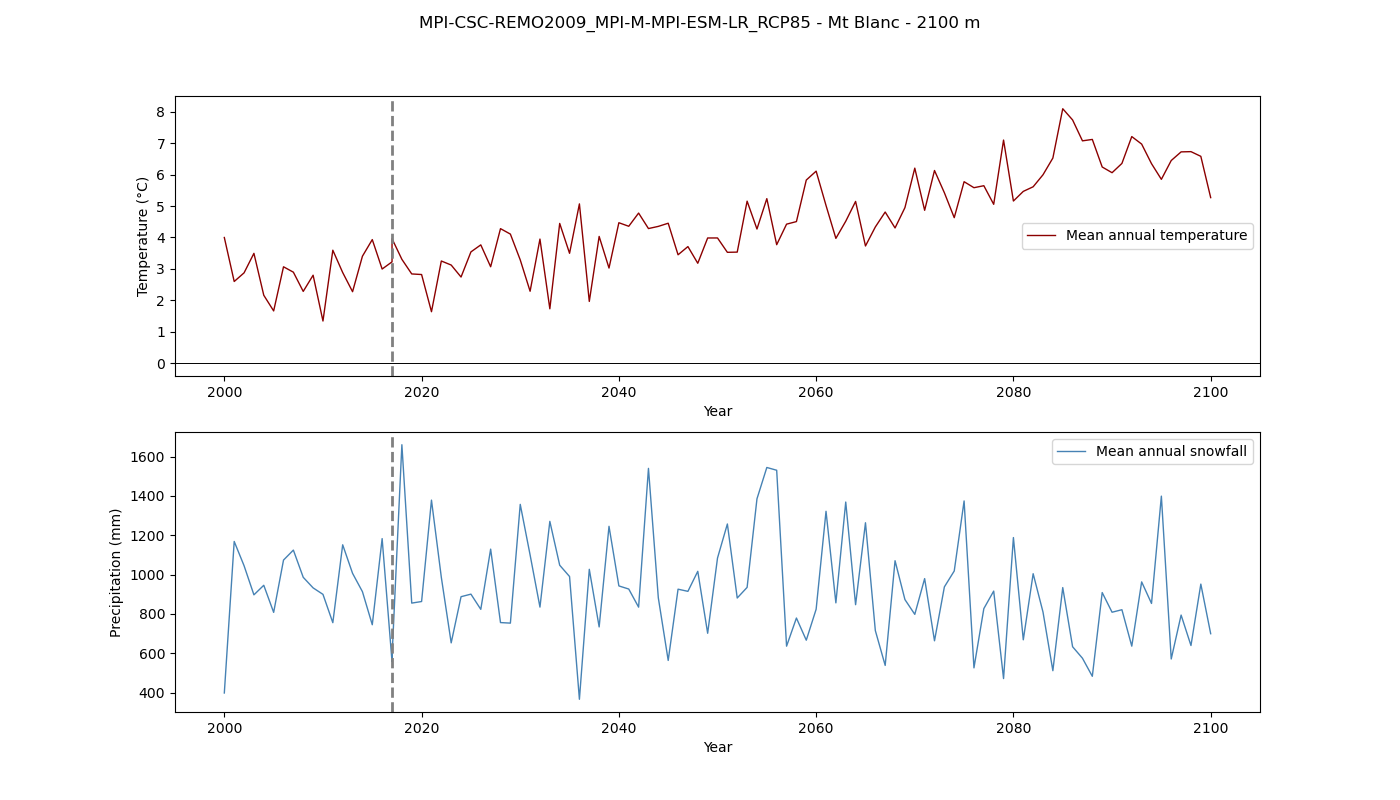 MPI-CSC-REMO2009_MPI-M-MPI-ESM-LR_RCP85 - Mt Blanc - 2100 m
8
7
6
5
4
3
2
1
0
Temperature (°C)
Mean annual temperature
2000 2020 2040 2060 2080 2100
Year
1600
1400
1200
1000
800
600
400
Precipitation (mm)
Mean annual snowfall
2000 2020 2040 2060 2080 2100
Year